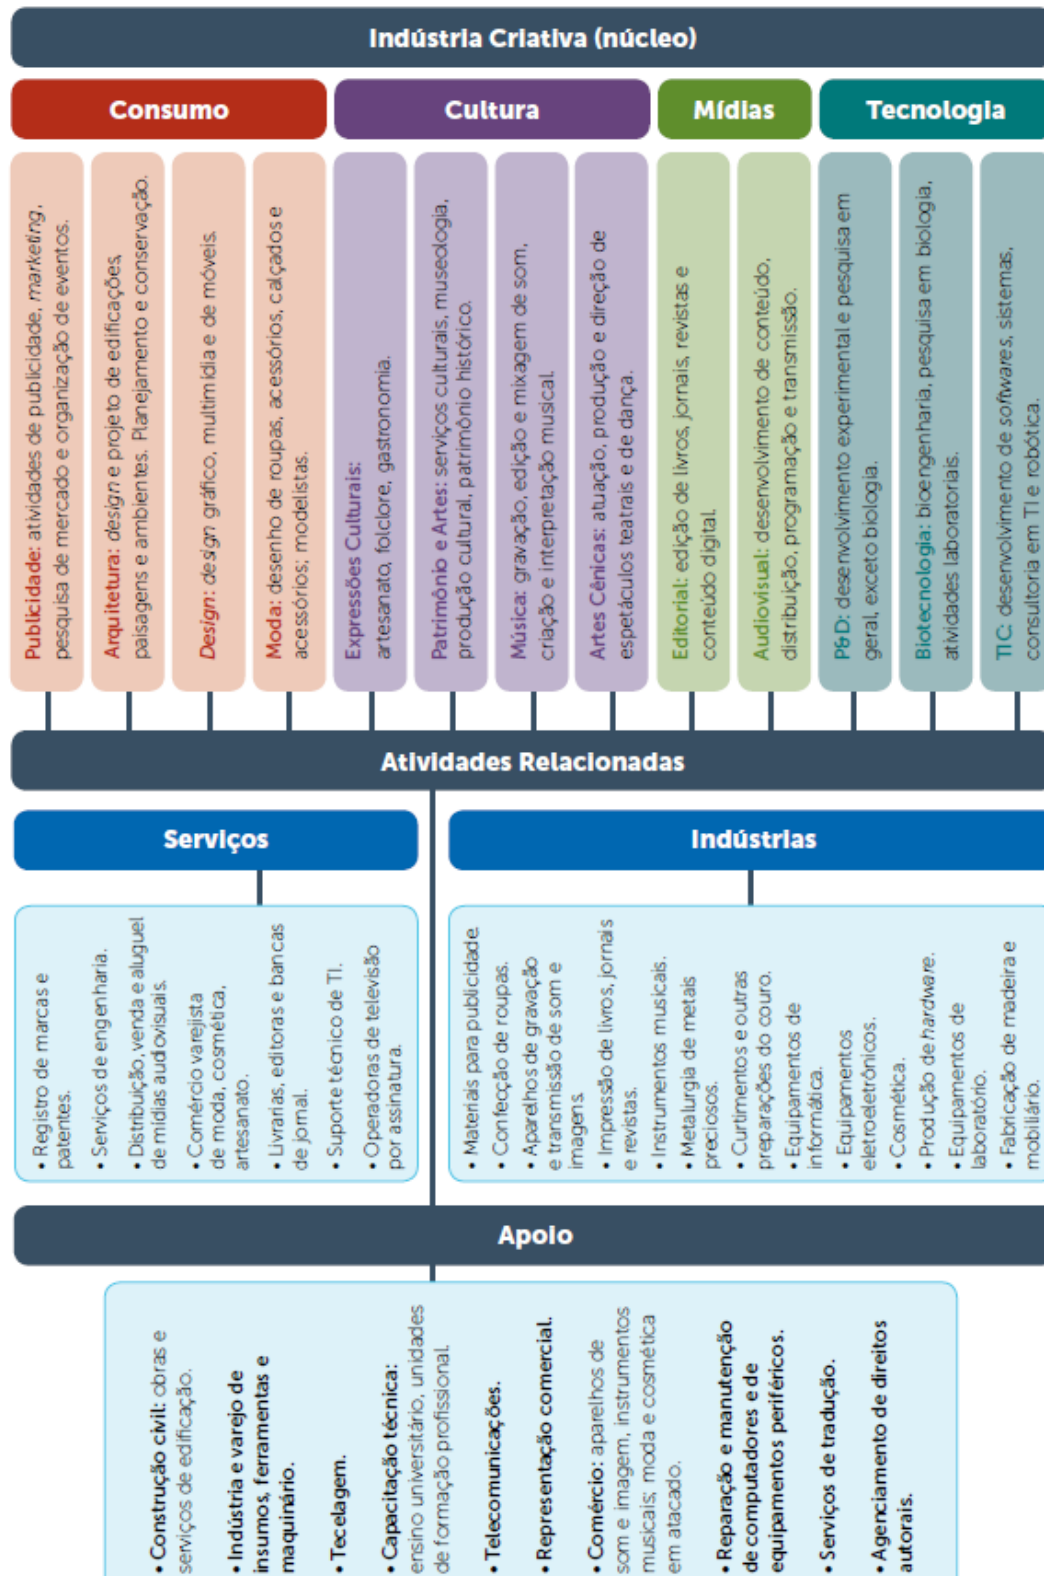 Indústria Criativa (núcleo)
Consumo
Cultura
Mídias
Tecnologia
Publicidade: atividades de publicidade, marketing,
pesquisa de mercado e organização de eventos.
Arquitetura: design e projeto de edificações,
paisagens e ambientes. Planejamento e conservação.
Design: design gráfico, multimídia e de móveis.
Moda: desenho de roupas, acessórios, calçados e
acessórios; modelistas.
Expressões Culturais:
artesanato, folclore, gastronomia.
Patrimônio e Artes: serviços culturais, museologia,
produção cultural, patrimônio histórico.
Música: gravação, edição e mixagem de som,
criação e interpretação musical.
Artes Cênicas: atuação, produção e direção de
espetáculos teatrais e de dança.
Editorial: edição de livros, jornais, revistas e
conteúdo digital.
Audiovisual: desenvolvimento de conteúdo,
distribuição, programação e transmissão.
P&D: desenvolvimento experimental e pesquisa em
geral, exceto biologia.
Biotecnologia: bioengenharia, pesquisa em biologia,
atividades laboratoriais.
TIC: desenvolvimento de softwares, sistemas,
consultoria em TI e robótica.
Atividades Relacionadas
Serviços
Indústrias
• Registro de marcas e
patentes.
• Serviços de engenharia.
• Distribuição, venda e aluguel
de mídias audiovisuais.
• Comércio varejista
de moda, cosmética,
artesanato.
• Livrarias, editoras e bancas
de jornal.
• Suporte técnico de TI.
• Operadoras de televisão
por assinatura.
• Materiais para publicidade.
• Confecção de roupas.
• Aparelhos de gravação
e transmissão de som e
imagens.
• Impressão de livros, jornais
e revistas.
• Instrumentos musicais.
• Metalurgia de metais
preciosos.
• Curtimentos e outras
preparações do couro.
• Equipamentos de
informática.
• Equipamentos
eletroeletrônicos.
• Cosmética.
• Produção de hardware.
• Equipamentos de
laboratório.
• Fabricação de madeira e
mobiliário.
Apoio
• Construção civil: obras e
serviços de edificação.
• Indústria e varejo de
insumos, ferramentas e
maquinário.
• Tecelagem.
• Capacitação técnica:
ensino universitário, unidades
de formação profissional.
• Telecomunicações.
• Representação comercial.
• Comércio: aparelhos de
som e imagem, instrumentos
musicais; moda e cosmética
em atacado.
• Reparação e manutenção
de computadores e de
equipamentos periféricos.
• Serviços de tradução.
• Agenciamento de direitos
autorais.